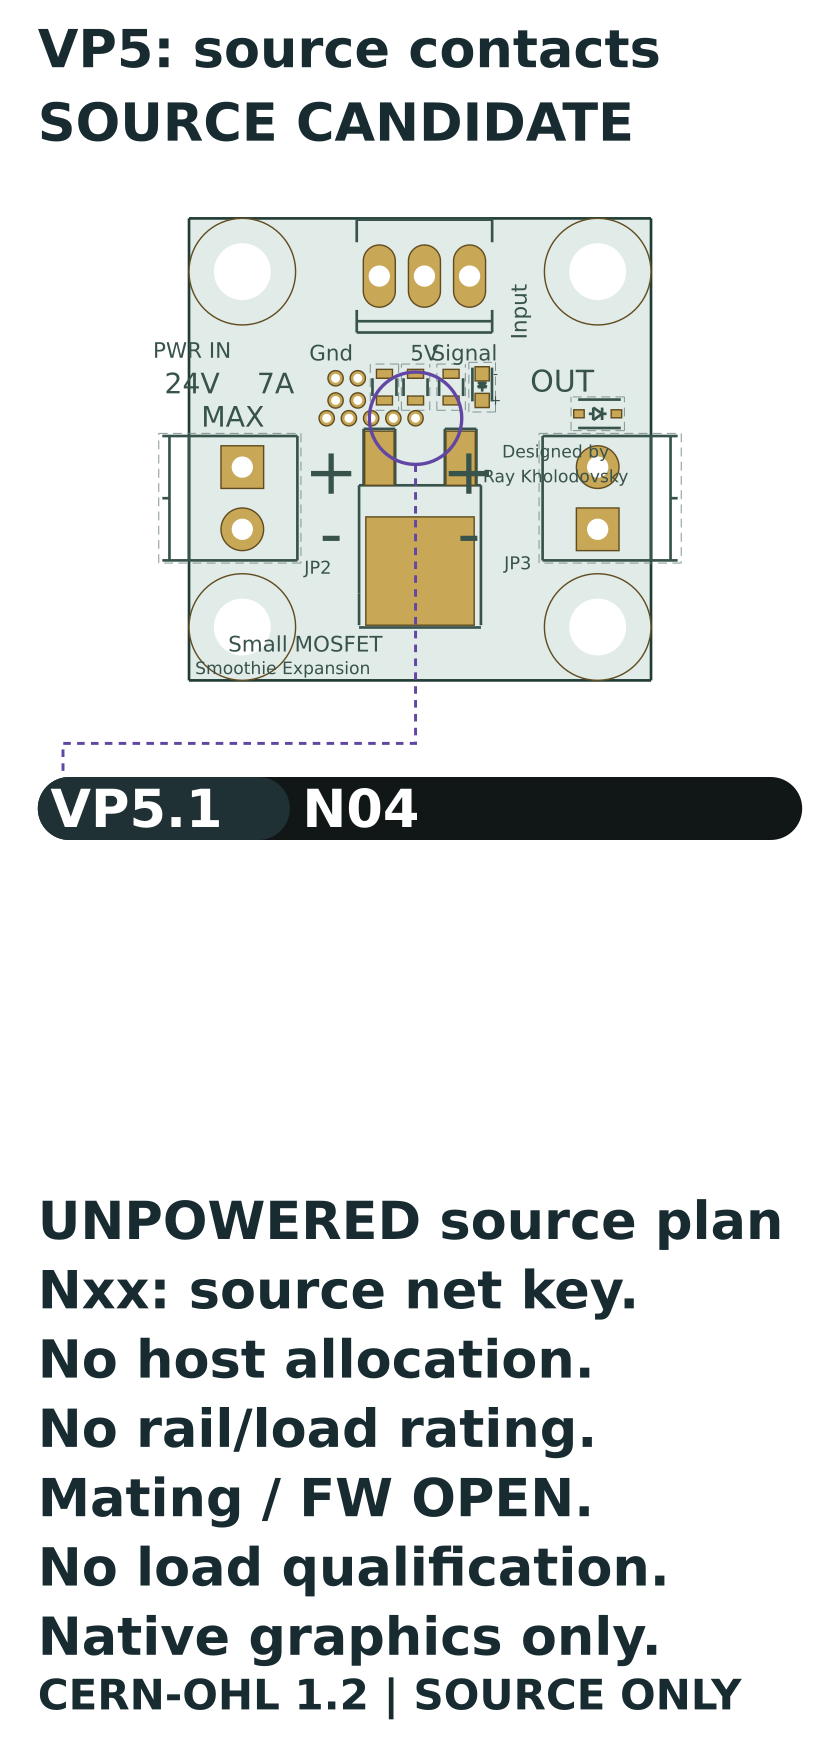 VP5: source contacts
SOURCE CANDIDATE
Input
PWR IN
Gnd
5V
Signal
24V 7A
OUT
MAX
Designed by
Ray Kholodovsky
+
+
-
-
JP2
JP3
Small MOSFET
Smoothie Expansion
VP5.1 N04
UNPOWERED source plan
Nxx: source net key.
No host allocation.
No rail/load rating.
Mating / FW OPEN.
No load qualification.
Native graphics only.
CERN-OHL 1.2 | SOURCE ONLY